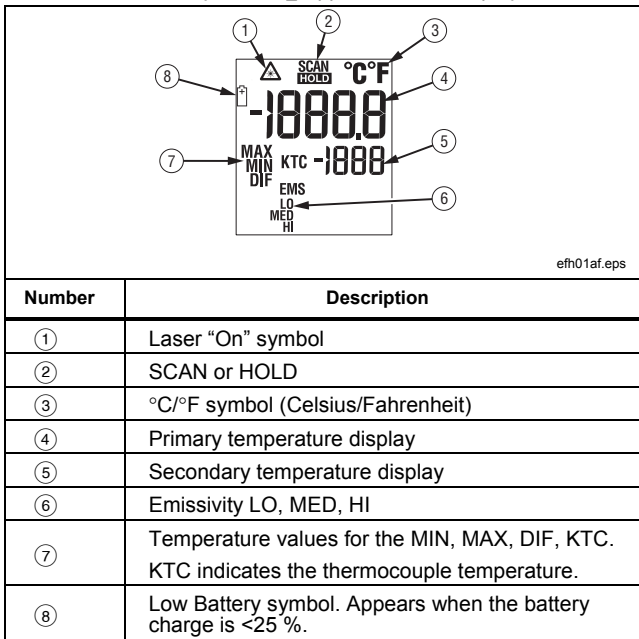 ① ② ③
SCAN
HOLD °C°F
⑧ ④
-1888.8
MAX
MIN KTC -1888 ⑤
⑦ DIF
EMS
LO ⑥
MED
HI
efh01af.eps
Number Description
① Laser “On” symbol
② SCAN or HOLD
③ °C/°F symbol (Celsius/Fahrenheit)
④ Primary temperature display
⑤ Secondary temperature display
⑥ Emissivity LO, MED, HI
⑦ Temperature values for the MIN, MAX, DIF, KTC.
KTC indicates the thermocouple temperature.
⑧ Low Battery symbol. Appears when the battery
charge is <25 %.